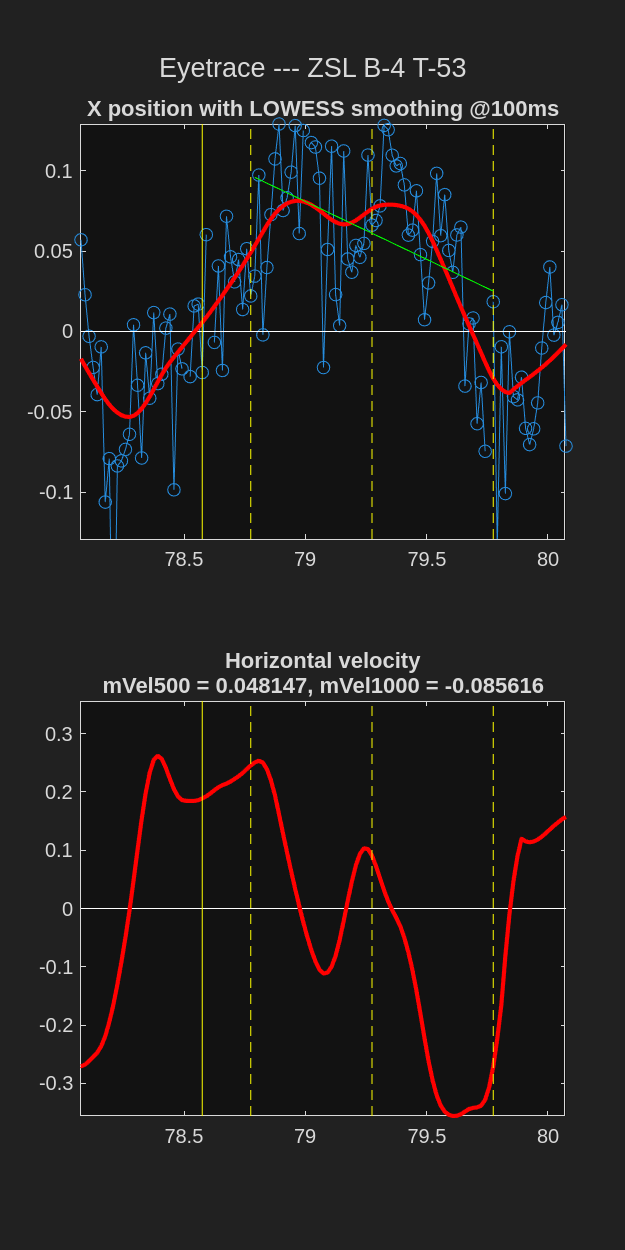 Eyetrace --- ZSL B-4 T-53
X position with LOWESS smoothing @100ms
0.1
0.05
0
-0.05
-0.1
78.5 79 79.5 80
Horizontal velocity
mVel500 = 0.048147, mVel1000 = -0.085616
0.3
0.2
0.1
0
-0.1
-0.2
-0.3
78.5 79 79.5 80